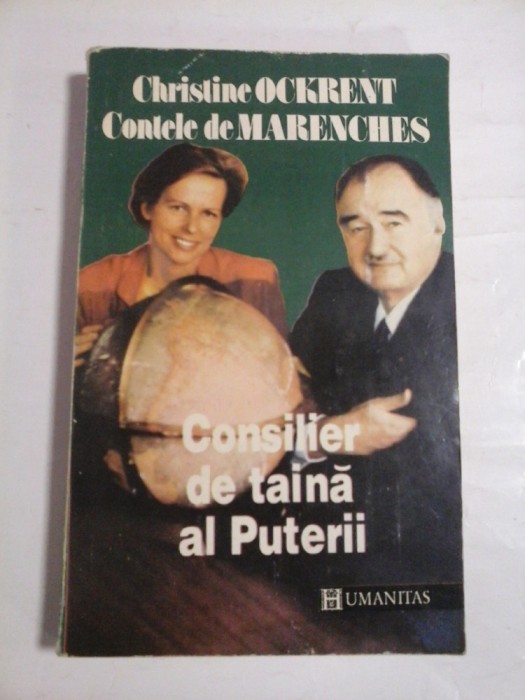 Christine OCKRENT
Contele de MARENCHES
Consilier
de taină
al Puterii
HUMANITAS